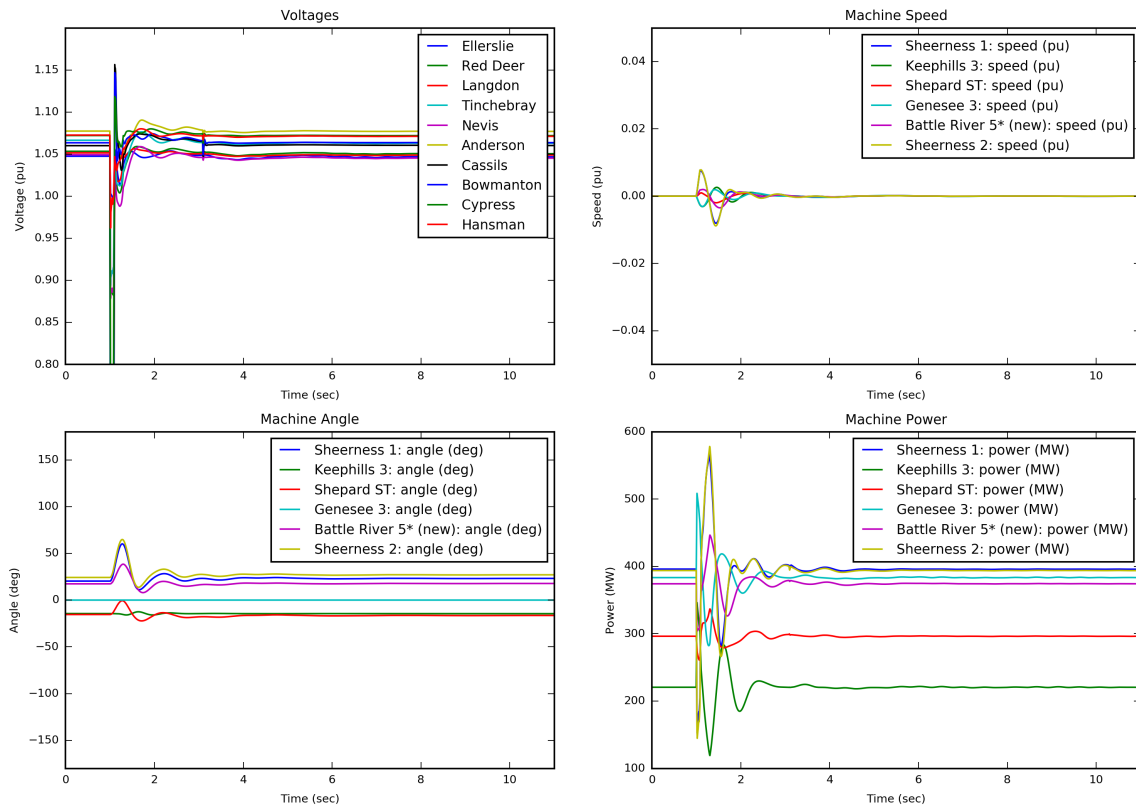 Voltages
1.15
1.10
1.05
1.00
0.95
0.90
0.85
0.80
Voltage (pu)
0 2 4 6 8 10
Time (sec)
Ellerslie
Red Deer
Langdon
Tinchebray
Nevis
Anderson
Cassils
Bowmanton
Cypress
Hansman
Machine Speed
0.04
0.02
0.00
−0.02
−0.04
Speed (pu)
0 2 4 6 8 10
Time (sec)
Sheerness 1: speed (pu)
Keephills 3: speed (pu)
Shepard ST: speed (pu)
Genesee 3: speed (pu)
Battle River 5* (new): speed (pu)
Sheerness 2: speed (pu)
Machine Angle
150
100
50
0
−50
−100
−150
Angle (deg)
0 2 4 6 8 10
Time (sec)
Sheerness 1: angle (deg)
Keephills 3: angle (deg)
Shepard ST: angle (deg)
Genesee 3: angle (deg)
Battle River 5* (new): angle (deg)
Sheerness 2: angle (deg)
Machine Power
600
500
400
300
200
100
Power (MW)
0 2 4 6 8 10
Time (sec)
Sheerness 1: power (MW)
Keephills 3: power (MW)
Shepard ST: power (MW)
Genesee 3: power (MW)
Battle River 5* (new): power (MW)
Sheerness 2: power (MW)